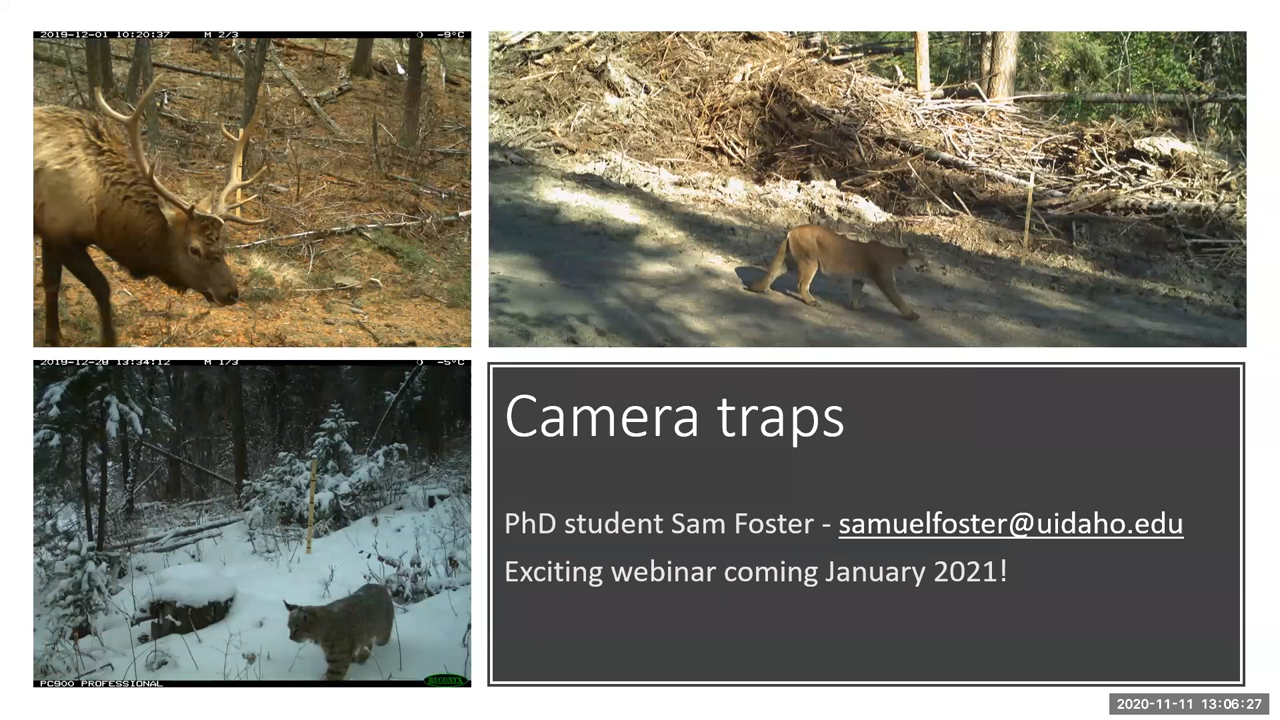 2019-12-01 10:20:37 M 2/3 -9°C
2019-12-20 13:34:12 M 1/3 -5°C
PC900 PROFESSIONAL RECONYX
Camera traps
PhD student Sam Foster - samuelfoster@uidaho.edu
Exciting webinar coming January 2021!
2020-11-11 13:06:27